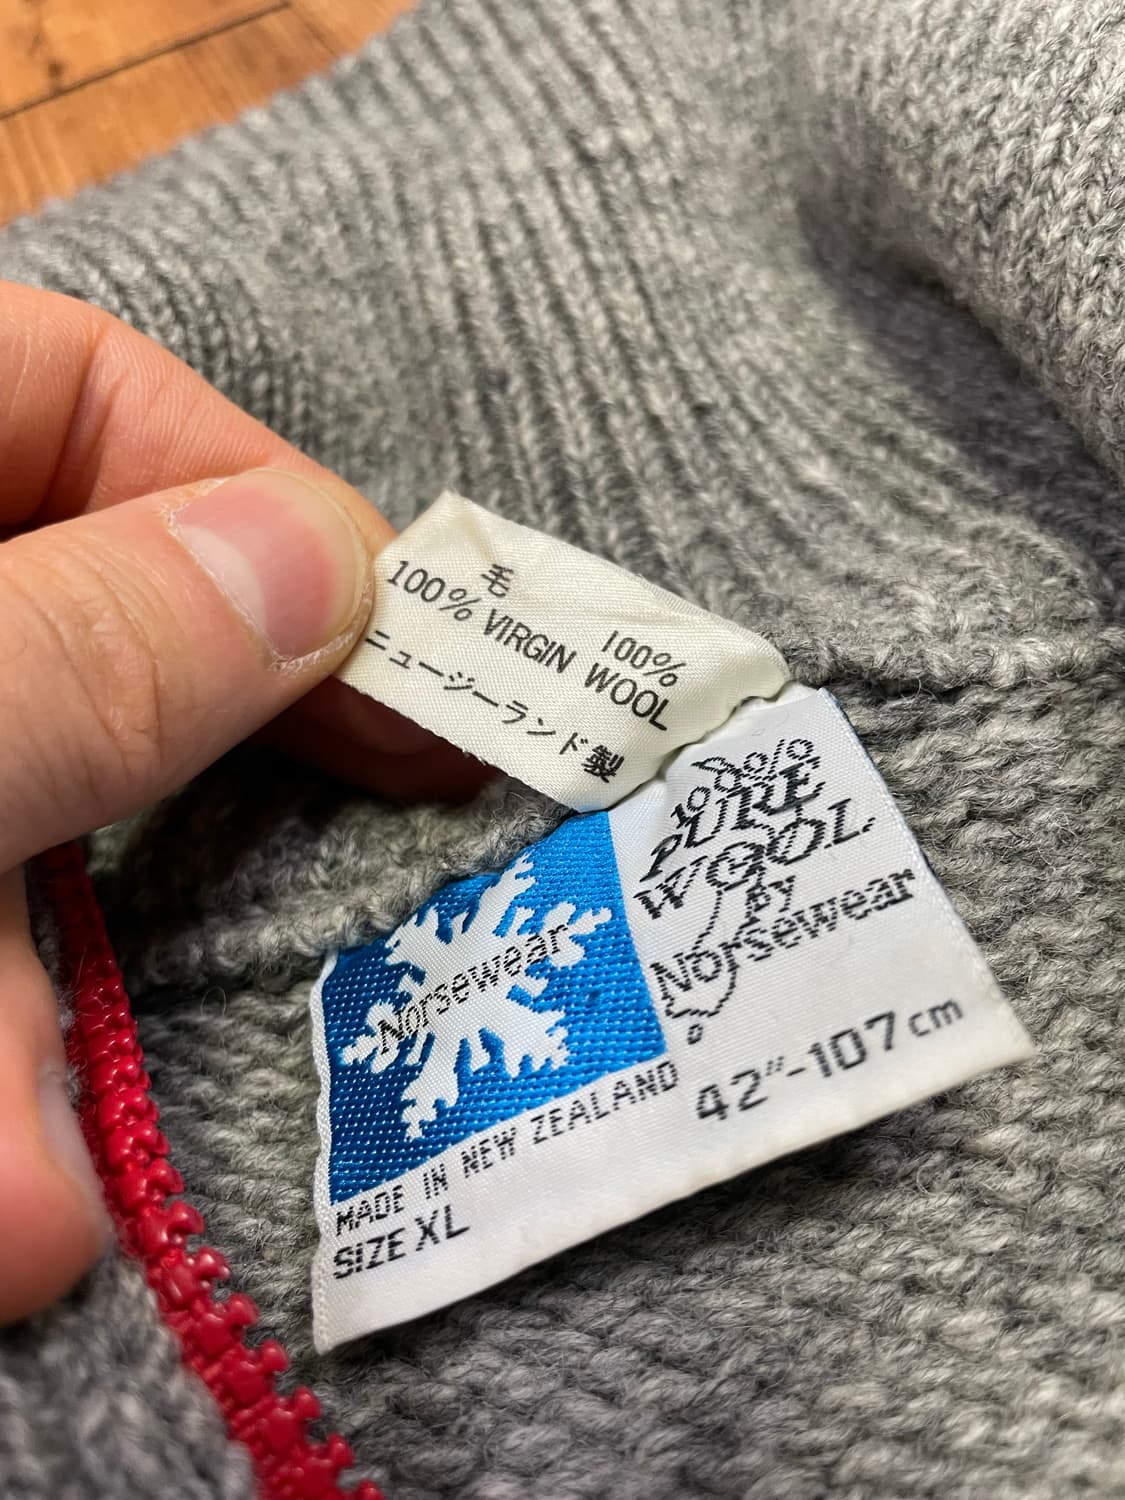 毛 100%
100% VIRGIN WOOL
ニュージーランド製
100%
PURE
WOOL
BY
Norsewear
Norsewear
42"-107cm
MADE IN NEW ZEALAND
SIZE XL